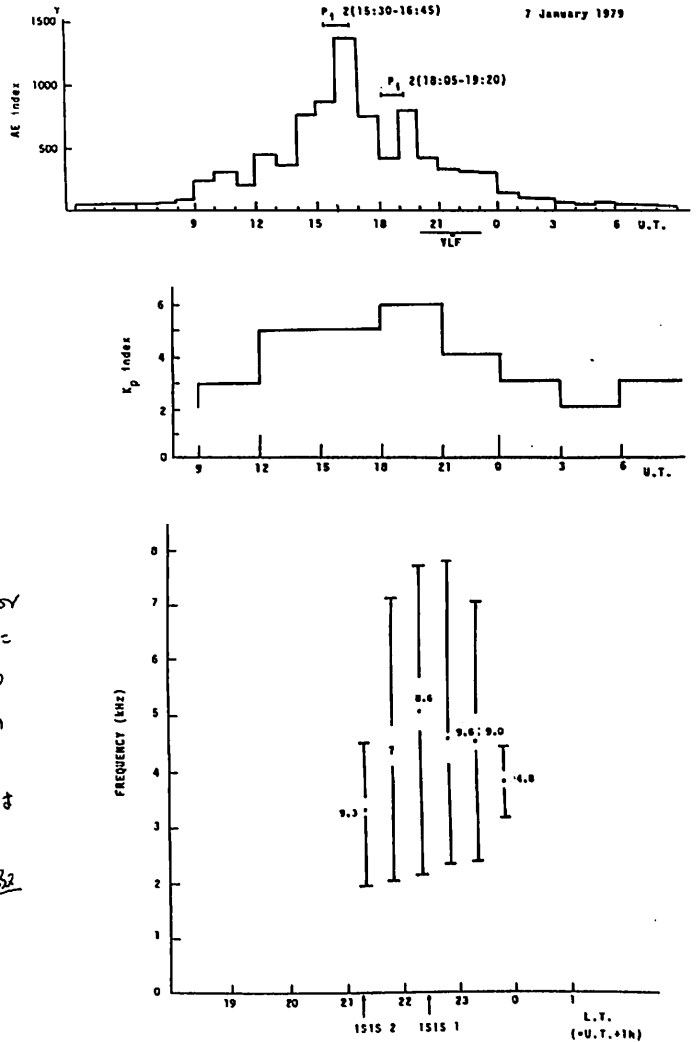 γ P₁ 2(15:30-16:45) 7 January 1979
1500
P₁ 2(18:05-19:20)
1000
AE index
500
9 12 15 18 21 0 3 6 U.T.
VLF
6
4
Kp index
2
0
9 12 15 18 21 0 3 6 U.T.
8
7
6
8.6
5
9.6 9.0
7
FREQUENCY (kHz)
4
4.8
9.3
3
2
1
0
19 20 21 22 23 0 1 L.T.
ISIS 2 ISIS 1 (=U.T.+1h)